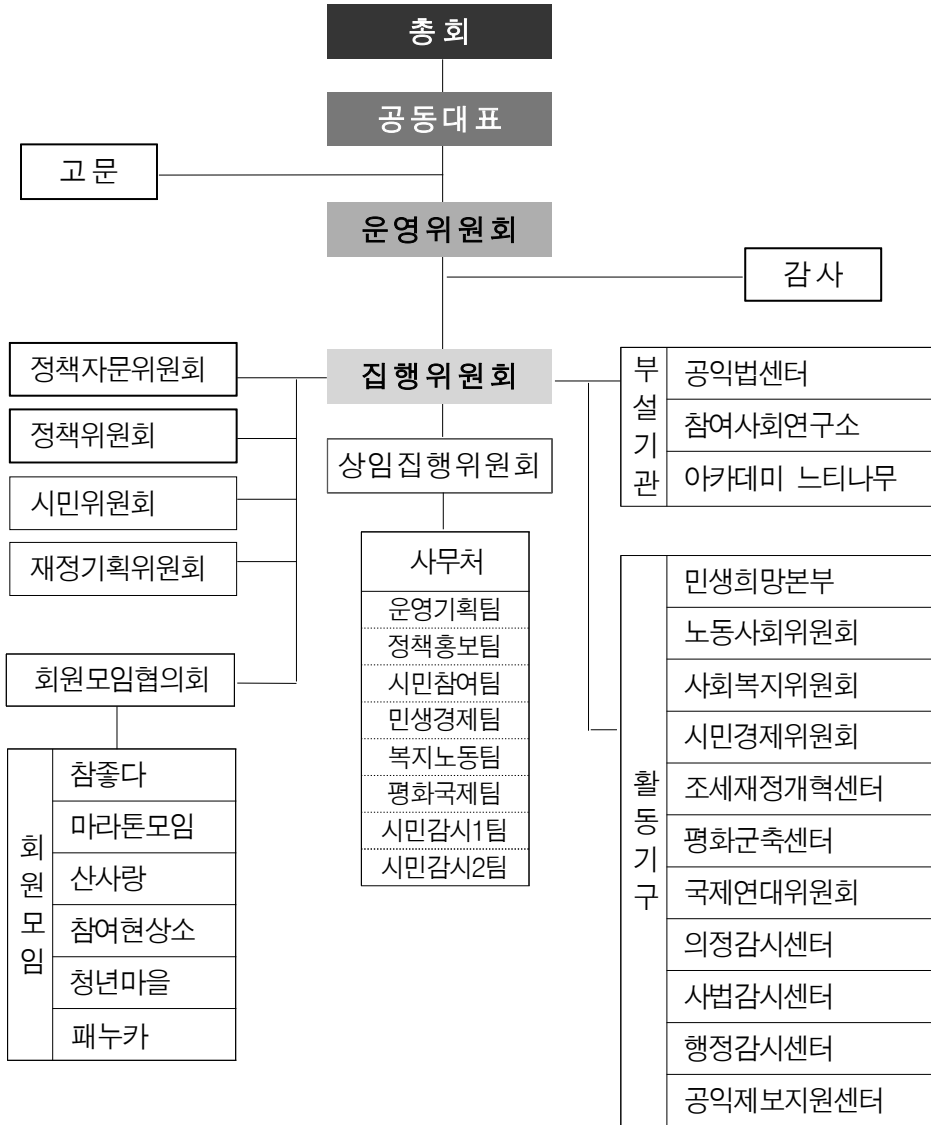 총회
공동대표
고문
운영위원회
감사
정책자문위원회
정책위원회
시민위원회
재정기획위원회
회원모임협의회
회원모임
참좋다
마라톤모임
산사랑
참여현상소
청년마을
패누카
집행위원회
상임집행위원회
사무처
운영기획팀
정책홍보팀
시민참여팀
민생경제팀
복지노동팀
평화국제팀
시민감시1팀
시민감시2팀
부설기관
공익법센터
참여사회연구소
아카데미 느티나무
활동기구
민생희망본부
노동사회위원회
사회복지위원회
시민경제위원회
조세재정개혁센터
평화군축센터
국제연대위원회
의정감시센터
사법감시센터
행정감시센터
공익제보지원센터